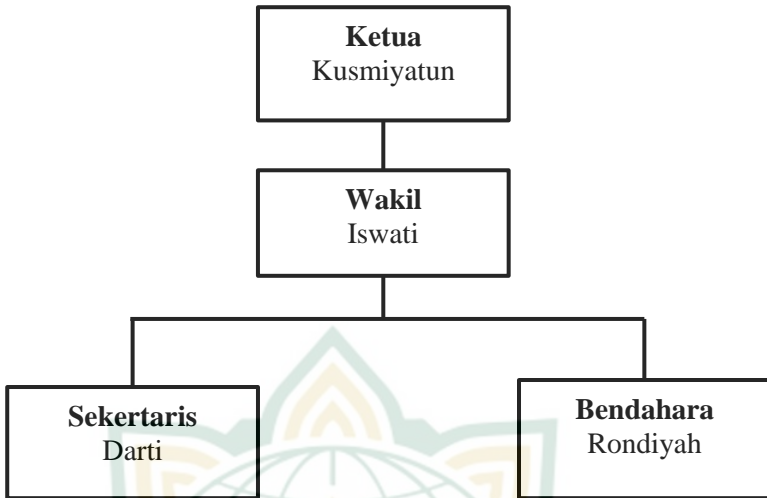 Ketua
Kusmiyatun
Wakil
Iswati
Sekertaris
Darti
Bendahara
Rondiyah